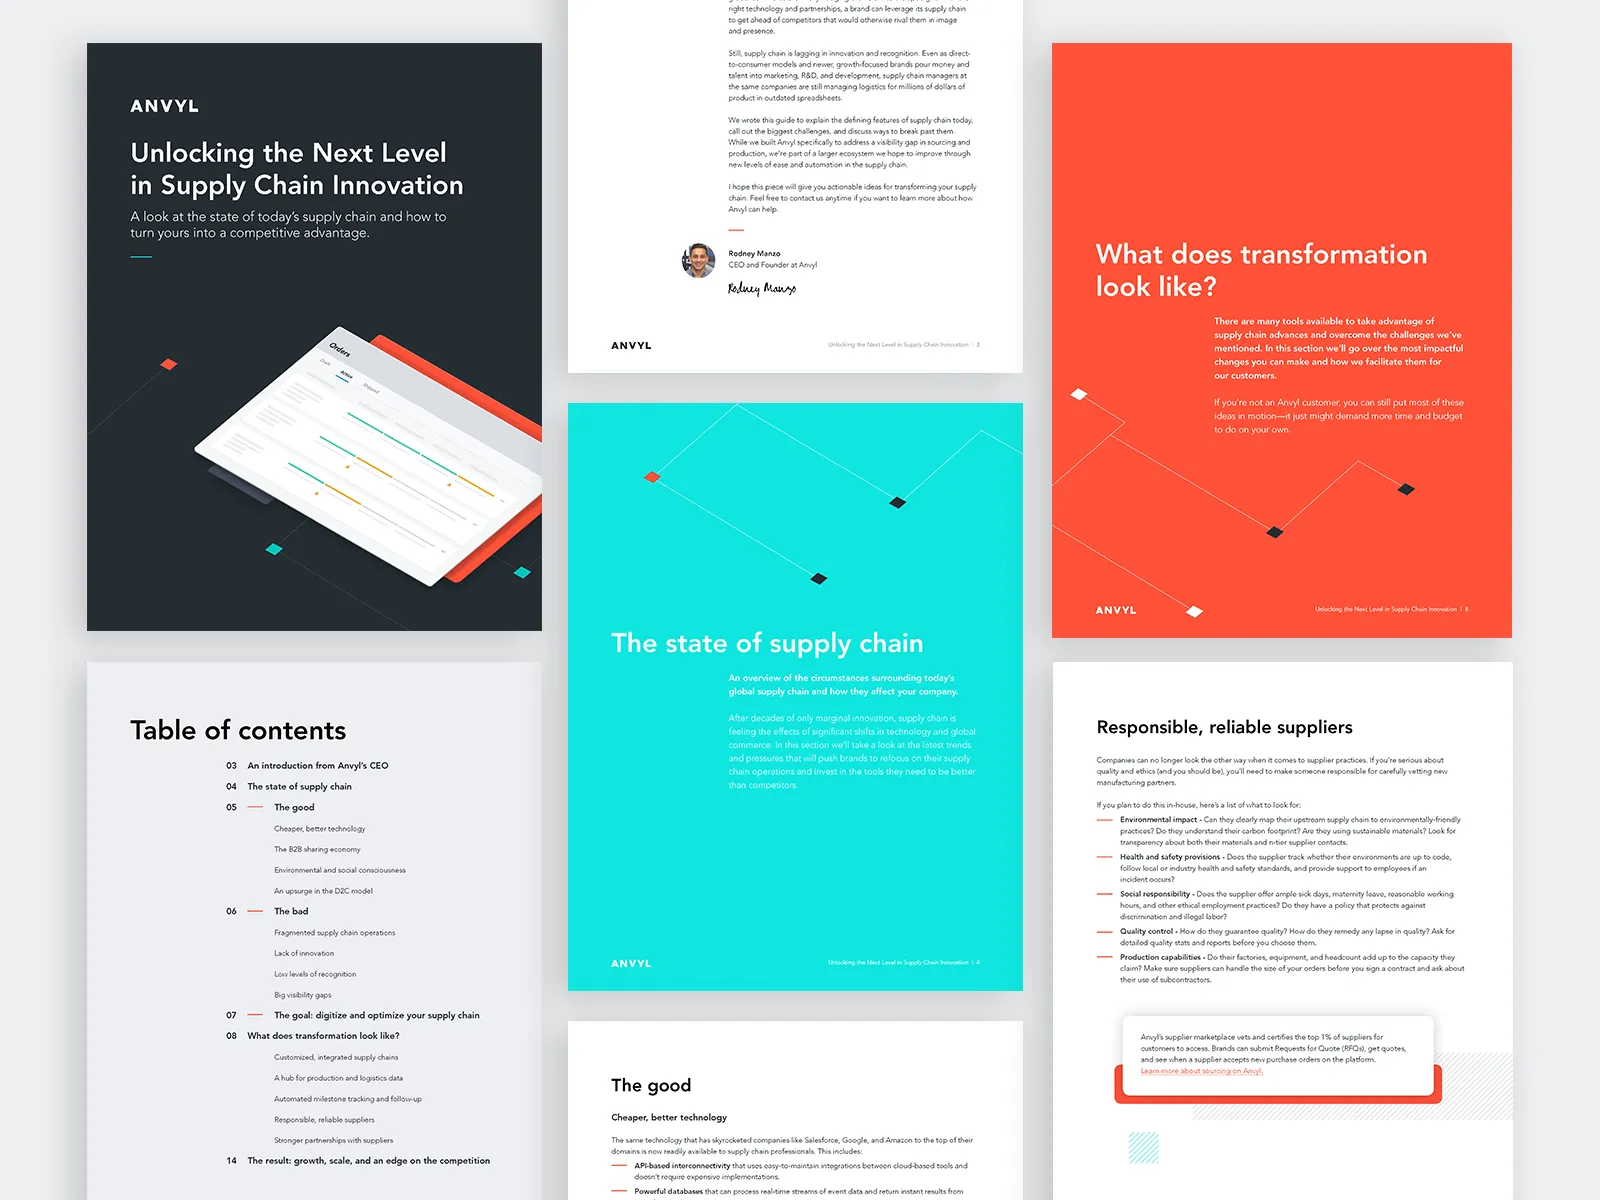 ANVYL
Unlocking the Next Level
in Supply Chain Innovation
A look at the state of today's supply chain and how to
turn yours into a competitive advantage.
Orders
Draft
Active
Shipped
Table of contents
03 An introduction from Anvyl's CEO
04 The state of supply chain
05 The good
Cheaper, better technology
The B2B sharing economy
Environmental and social consciousness
An upsurge in the D2C model
06 The bad
Fragmented supply chain operations
Lack of innovation
Low levels of recognition
Big visibility gaps
07 The goal: digitize and optimize your supply chain
08 What does transformation look like?
Customized, integrated supply chains
A hub for production and logistics data
Automated milestone tracking and follow-up
Responsible, reliable suppliers
Stronger partnerships with suppliers
14 The result: growth, scale, and an edge on the competition
right technology and partnerships, a brand can leverage its supply chain
to get ahead of competitors that would otherwise rival them in image
and presence.
Still, supply chain is lagging in innovation and recognition. Even as direct-
to-consumer models and newer, growth-focused brands pour money and
talent into marketing, R&D, and development, supply chain managers at
the same companies are still managing logistics for millions of dollars of
product in outdated spreadsheets.
We wrote this guide to explain the defining features of supply chain today,
call out the biggest challenges, and discuss ways to break past them.
While we built Anvyl specifically to address a visibility gap in sourcing and
production, we're part of a larger ecosystem we hope to improve through
new levels of ease and automation in the supply chain.
I hope this piece will give you actionable ideas for transforming your supply
chain. Feel free to contact us anytime if you want to learn more about how
Anvyl can help.
Rodney Manzo
CEO and Founder at Anvyl
Rodney Manzo
ANVYL
Unlocking the Next Level in Supply Chain Innovation | 3
The state of supply chain
An overview of the circumstances surrounding today's
global supply chain and how they affect your company.
After decades of only marginal innovation, supply chain is
feeling the effects of significant shifts in technology and global
commerce. In this section we'll take a look at the latest trends
and pressures that will push brands to refocus on their supply
chain operations and invest in the tools they need to be better
than competitors.
ANVYL
Unlocking the Next Level in Supply Chain Innovation | 4
The good
Cheaper, better technology
The same technology that has skyrocketed companies like Salesforce, Google, and Amazon to the top of their
domains is now readily available to supply chain professionals. This includes:
API-based interconnectivity that uses easy-to-maintain integrations between cloud-based tools and
doesn't require expensive implementations.
Powerful databases that can process real-time streams of event data and return instant results from
What does transformation
look like?
There are many tools available to take advantage of
supply chain advances and overcome the challenges we've
mentioned. In this section we'll go over the most impactful
changes you can make and how we facilitate them for
our customers.
If you're not an Anvyl customer, you can still put most of these
ideas in motion—it just might demand more time and budget
to do on your own.
ANVYL
Unlocking the Next Level in Supply Chain Innovation | 8
Responsible, reliable suppliers
Companies can no longer look the other way when it comes to supplier practices. If you're serious about
quality and ethics (and you should be), you'll need to make someone responsible for carefully vetting new
manufacturing partners.
If you plan to do this in-house, here's a list of what to look for:
Environmental impact - Can they clearly map their upstream supply chain to environmentally-friendly
practices? Do they understand their carbon footprint? Are they using sustainable materials? Look for
transparency about both their materials and n-tier supplier contacts.
Health and safety provisions - Does the supplier track whether their environments are up to code,
follow local or industry health and safety standards, and provide support to employees if an
incident occurs?
Social responsibility - Does the supplier offer ample sick days, maternity leave, reasonable working
hours, and other ethical employment practices? Do they have a policy that protects against
discrimination and illegal labor?
Quality control - How do they guarantee quality? How do they remedy any lapse in quality? Ask for
detailed quality stats and reports before you choose them.
Production capabilities - Do their factories, equipment, and headcount add up to the capacity they
claim? Make sure suppliers can handle the size of your orders before you sign a contract and ask about
their use of subcontractors.
Anvyl's supplier marketplace vets and certifies the top 1% of suppliers for
customers to access. Brands can submit Requests for Quote (RFQs), get quotes,
and see when a supplier accepts new purchase orders on the platform.
Learn more about sourcing on Anvyl.